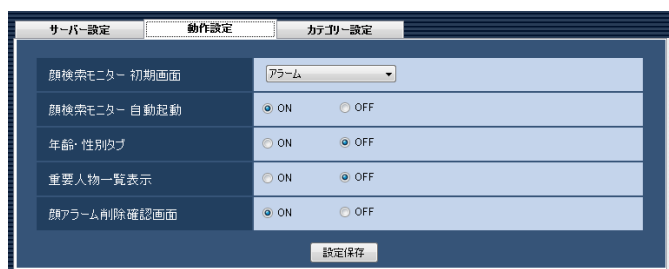 サーバー設定 動作設定 カテゴリー設定
顔検索モニター 初期画面 アラーム
顔検索モニター 自動起動 ON OFF
年齢・性別タブ ON OFF
重要人物一覧表示 ON OFF
顔アラーム削除確認画面 ON OFF
設定保存